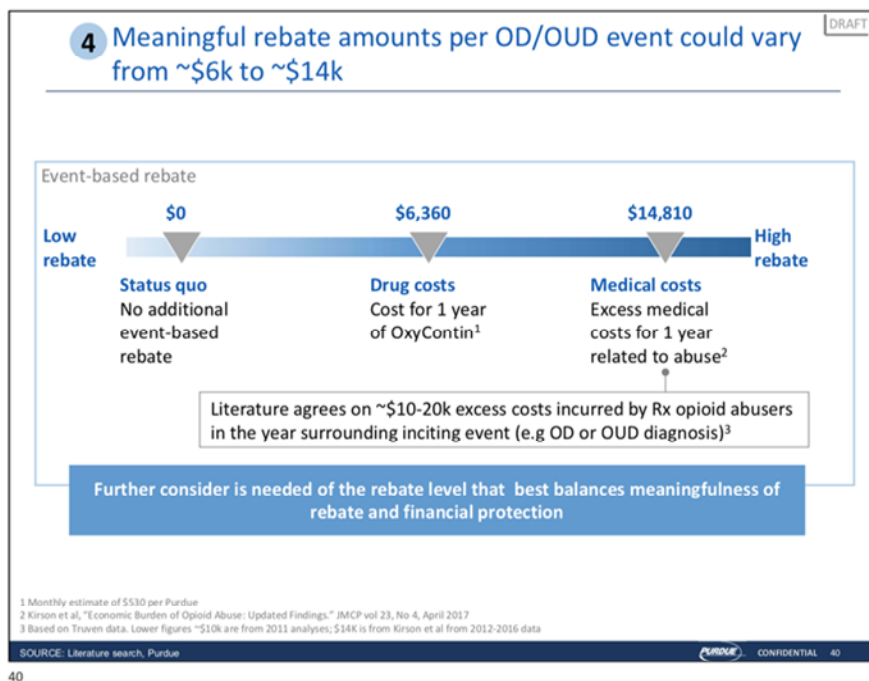 DRAFT
4 Meaningful rebate amounts per OD/OUD event could vary
from ~$6k to ~$14k
Event-based rebate
$0
$6,360
$14,810
Low
rebate
High
rebate
Status quo
No additional
event-based
rebate
Drug costs
Cost for 1 year
of OxyContin1
Medical costs
Excess medical
costs for 1 year
related to abuse2
Literature agrees on ~$10-20k excess costs incurred by Rx opioid abusers
in the year surrounding inciting event (e.g OD or OUD diagnosis)3
Further consider is needed of the rebate level that best balances meaningfulness of
rebate and financial protection
1 Monthly estimate of $530 per Purdue
2 Kirson et al, "Economic Burden of Opioid Abuse: Updated Findings." JMCP vol 23, No 4, April 2017
3 Based on Truven data. Lower figures ~$10k are from 2011 analyses; $14K is from Kirson et al from 2012-2016 data
SOURCE: Literature search, Purdue
PURDUE CONFIDENTIAL 40
40